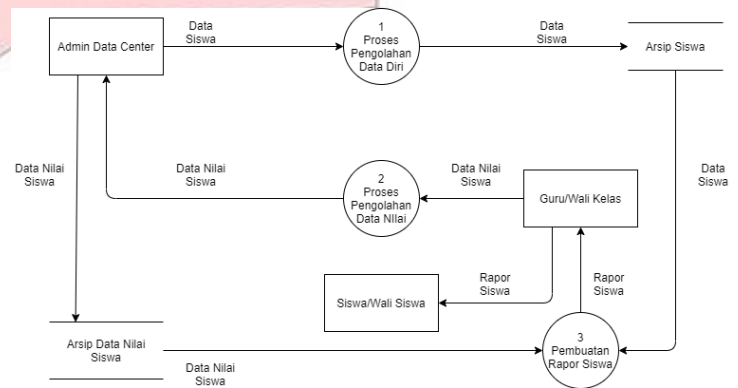 Data
Siswa
Admin Data Center
1
Proses
Pengolahan
Data Diri
Data
Siswa
Arsip Siswa
Data Nilai
Siswa
Data Nilai
Siswa
2
Proses
Pengolahan
Data NIlai
Data Nilai
Siswa
Guru/Wali Kelas
Data
Siswa
Siswa/Wali Siswa
Rapor
Siswa
Rapor
Siswa
Arsip Data Nilai
Siswa
Data Nilai
Siswa
3
Pembuatan
Rapor Siswa